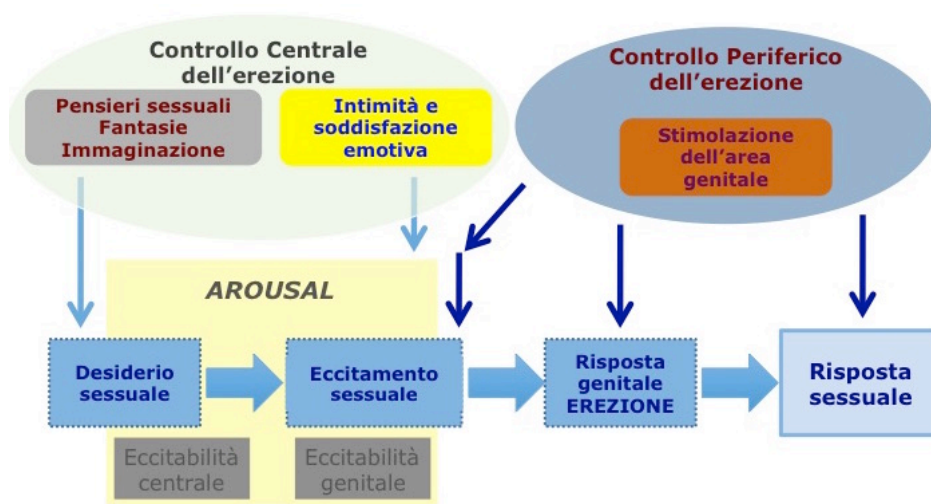 Controllo Centrale
dell'erezione
Pensieri sessuali
Fantasie
Immaginazione
Intimità e
soddisfazione
emotiva
Controllo Periferico
dell'erezione
Stimolazione
dell'area
genitale
AROUSAL
Desiderio
sessuale
Eccitamento
sessuale
Risposta
genitale
EREZIONE
Risposta
sessuale
Eccitabilità
centrale
Eccitabilità
genitale